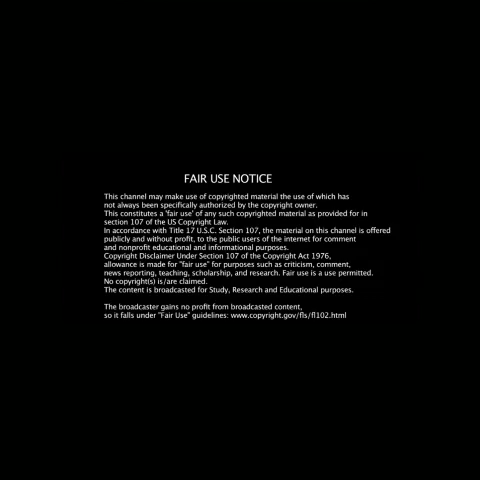 FAIR USE NOTICE
This channel may make use of copyrighted material the use of which has
not always been specifically authorized by the copyright owner.
This constitutes a 'fair use' of any such copyrighted material as provided for in
section 107 of the US Copyright Law.
In accordance with Title 17 U.S.C. Section 107, the material on this channel is offered
publicly and without profit, to the public users of the internet for comment
and nonprofit educational and informational purposes.
Copyright Disclaimer Under Section 107 of the Copyright Act 1976,
allowance is made for "fair use" for purposes such as criticism, comment,
news reporting, teaching, scholarship, and research. Fair use is a use permitted.
No copyright(s) is/are claimed.
The content is broadcasted for Study, Research and Educational purposes.
The broadcaster gains no profit from broadcasted content,
so it falls under "Fair Use" guidelines: www.copyright.gov/fls/fl102.html